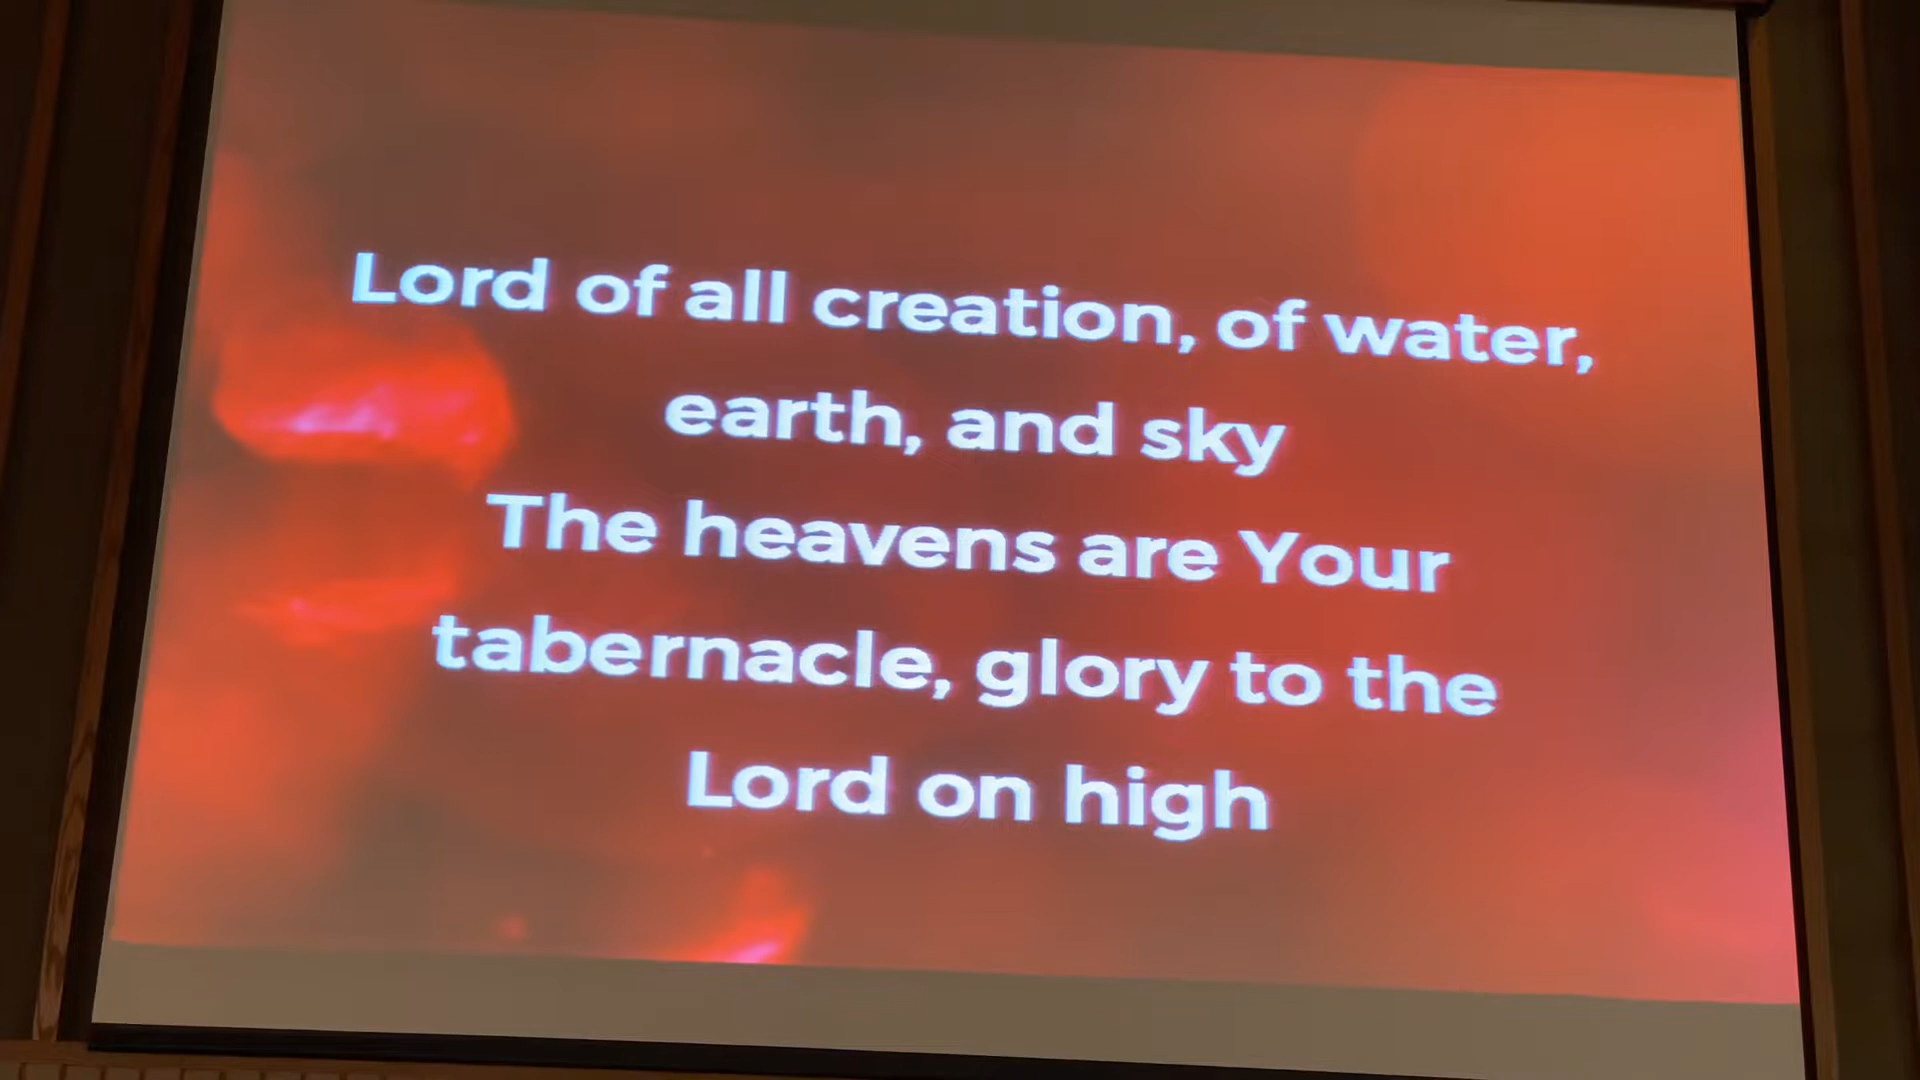 Lord of all creation, of water,
earth, and sky
The heavens are Your
tabernacle, glory to the
Lord on high